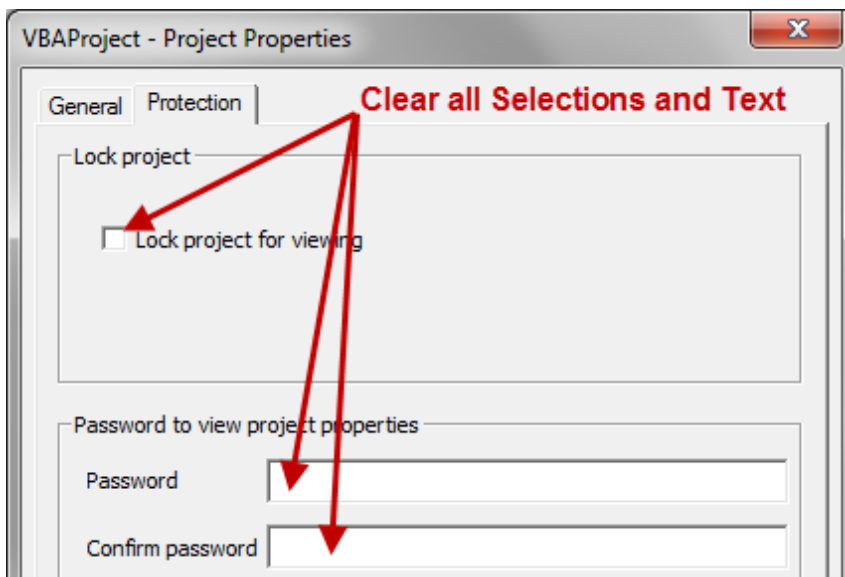 VBAProject - Project Properties
General Protection Clear all Selections and Text
Lock project
Lock project for viewing
Password to view project properties
Password
Confirm password